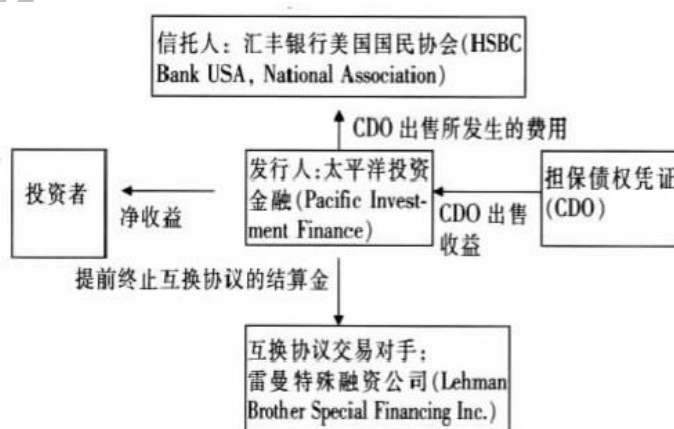 信托人：汇丰银行美国国民协会(HSBC
Bank USA, National Association)
CDO 出售所发生的费用
投资者
净收益
发行人:太平洋投资
金融(Pacific Invest-
ment Finance)
CDO 出售
收益
担保债权凭证
(CDO)
提前终止互换协议的结算金
互换协议交易对手；
雷曼特殊融资公司(Lehman
Brother Special Financing Inc.)